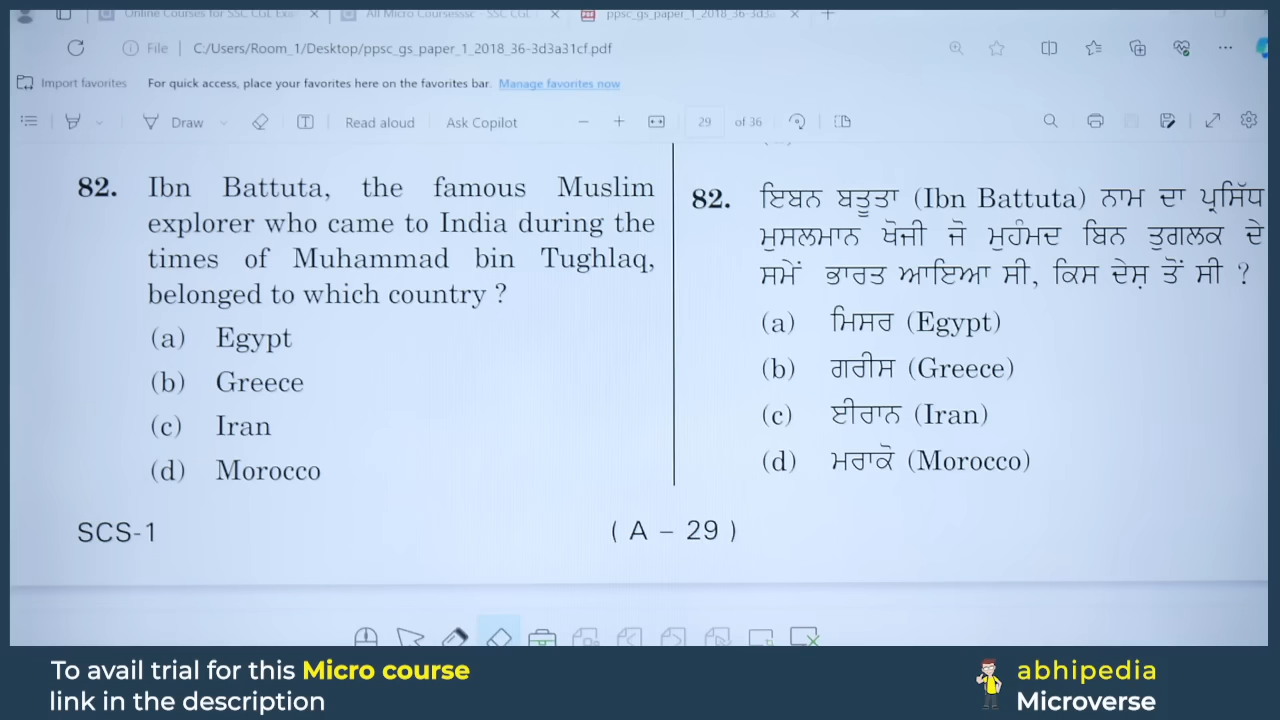 Online Courses for SSC CGL Exa
All Micro Coursesssc - SSC CGL
ppsc_gs_paper_1_2018_36-3d3a
File C:/Users/Room_1/Desktop/ppsc_gs_paper_1_2018_36-3d3a31cf.pdf
Import favorites For quick access, place your favorites here on the favorites bar. Manage favorites now
Draw Read aloud Ask Copilot 29 of 36
82. Ibn Battuta, the famous Muslim
explorer who came to India during the
times of Muhammad bin Tughlaq,
belonged to which country ?
(a) Egypt
(b) Greece
(c) Iran
(d) Morocco
82. ਇਬਨ ਬਤੂਤਾ (Ibn Battuta) ਨਾਮ ਦਾ ਪ੍ਰਸਿੱਧ
ਮੁਸਲਮਾਨ ਖੋਜੀ ਜੋ ਮੁਹੰਮਦ ਬਿਨ ਤੁਗਲਕ ਦੇ
ਸਮੇਂ ਭਾਰਤ ਆਇਆ ਸੀ, ਕਿਸ ਦੇਸ਼ ਤੋਂ ਸੀ ?
(a) ਮਿਸਰ (Egypt)
(b) ਗਰੀਸ (Greece)
(c) ਈਰਾਨ (Iran)
(d) ਮਰਾਕੋ (Morocco)
SCS-1 ( A – 29 )
To avail trial for this Micro course
link in the description
abhipedia
Microverse